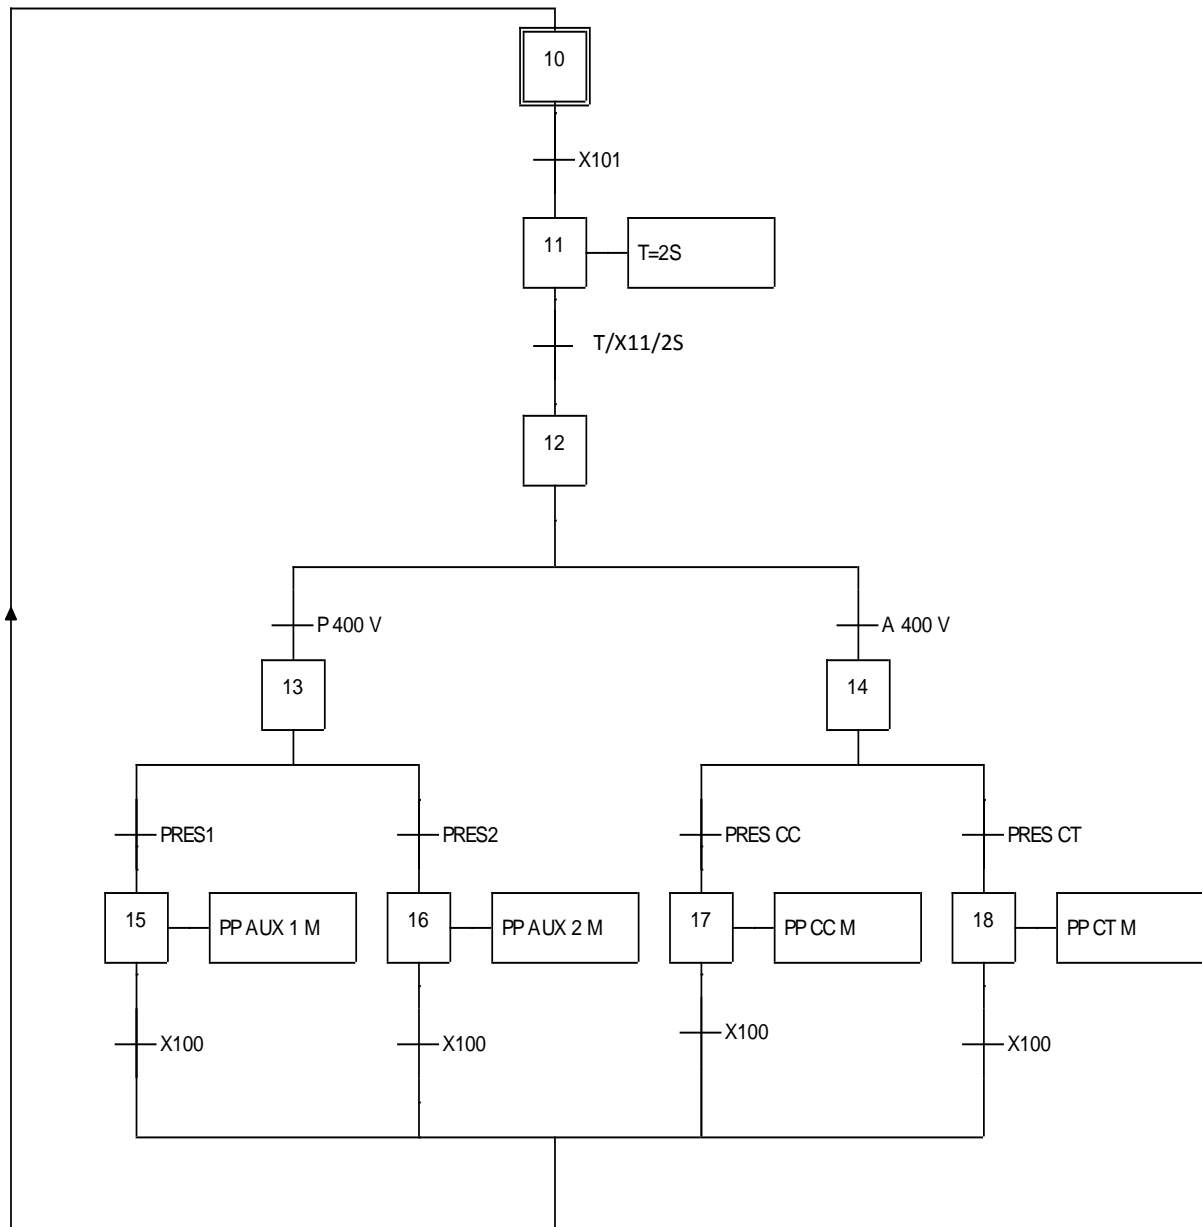 10
X101
11
T=2S
T/X11/2S
12
P 400 V
A 400 V
13
14
PRES1
PRES2
PRES CC
PRES CT
15
PP AUX 1 M
16
PP AUX 2 M
17
PP CC M
18
PP CT M
X100
X100
X100
X100